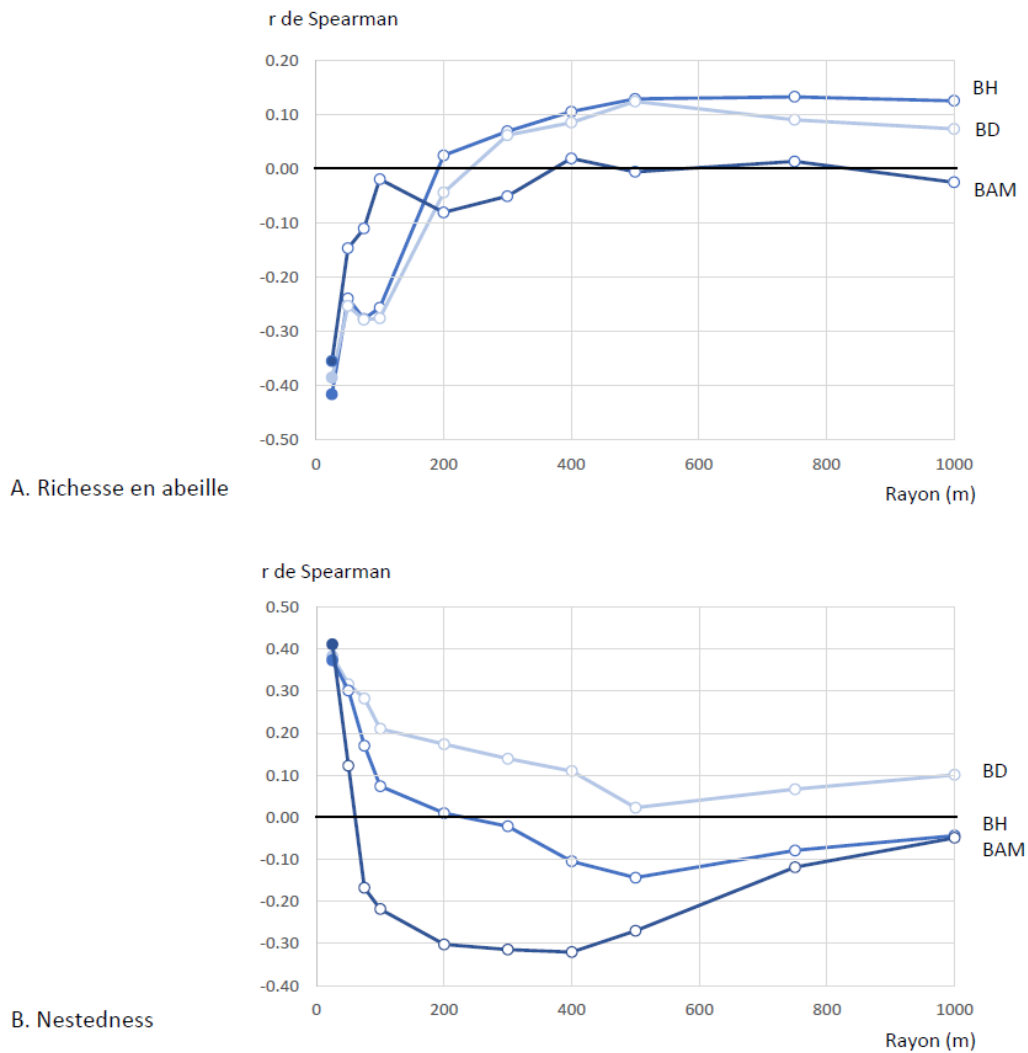 r de Spearman
0.20
0.10
0.00
-0.10
-0.20
-0.30
-0.40
-0.50
BH
BD
BAM
0 200 400 600 800 1000
Rayon (m)
A. Richesse en abeille
r de Spearman
0.50
0.40
0.30
0.20
0.10
0.00
-0.10
-0.20
-0.30
-0.40
BD
BH
BAM
0 200 400 600 800 1000
Rayon (m)
B. Nestedness